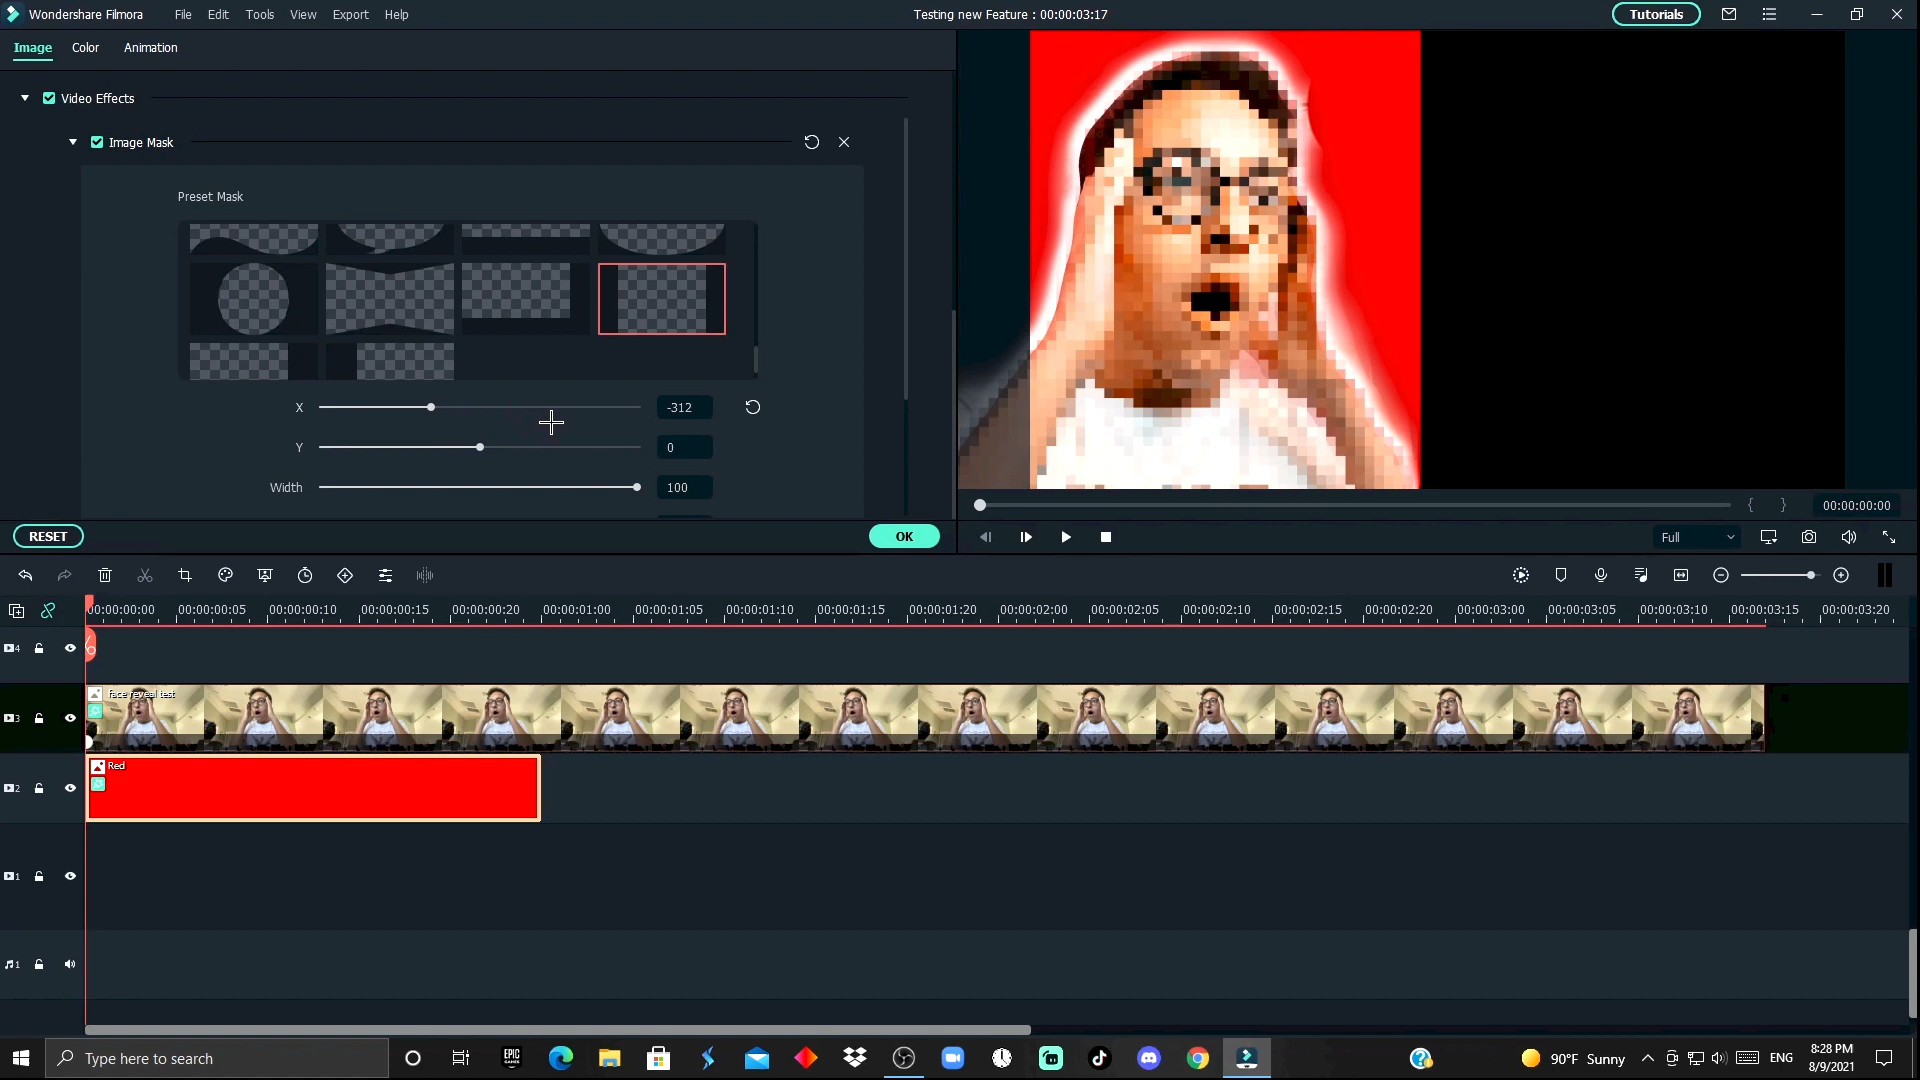 Wondershare Filmora File Edit Tools View Export Help
Testing new Feature : 00:00:03:17
Tutorials
Image Color Animation
Video Effects
Image Mask
Preset Mask
X -312
Y 0
Width 100
RESET OK
{ } 00:00:00:00
Full
00:00:00:00 00:00:00:05 00:00:00:10 00:00:00:15 00:00:00:20 00:00:01:00 00:00:01:05 00:00:01:10 00:00:01:15 00:00:01:20 00:00:02:00 00:00:02:05 00:00:02:10 00:00:02:15 00:00:02:20 00:00:03:00 00:00:03:05 00:00:03:10 00:00:03:15 00:00:03:20
4
face reveal test
3
Red
2
1
1
Type here to search
EPIC GAMES
90°F Sunny
ENG
8:28 PM
8/9/2021